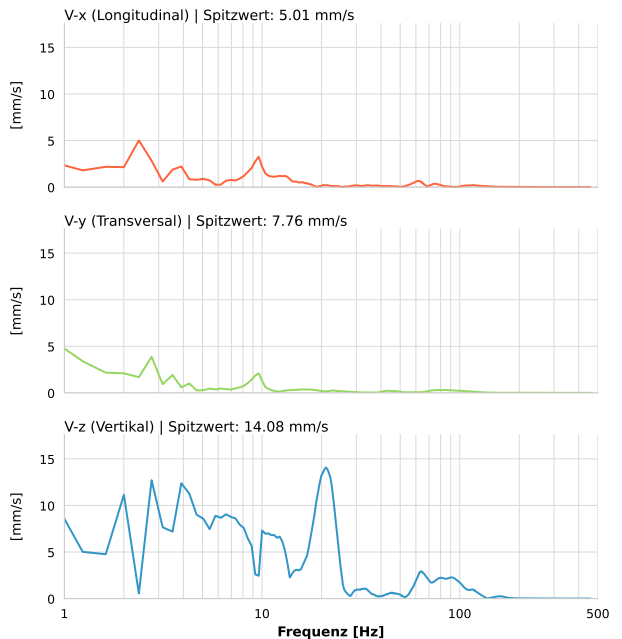 V-x (Longitudinal) | Spitzwert: 5.01 mm/s
[mm/s]
15
10
5
0
V-y (Transversal) | Spitzwert: 7.76 mm/s
[mm/s]
15
10
5
0
V-z (Vertikal) | Spitzwert: 14.08 mm/s
[mm/s]
15
10
5
0
1 10 100 500
Frequenz [Hz]